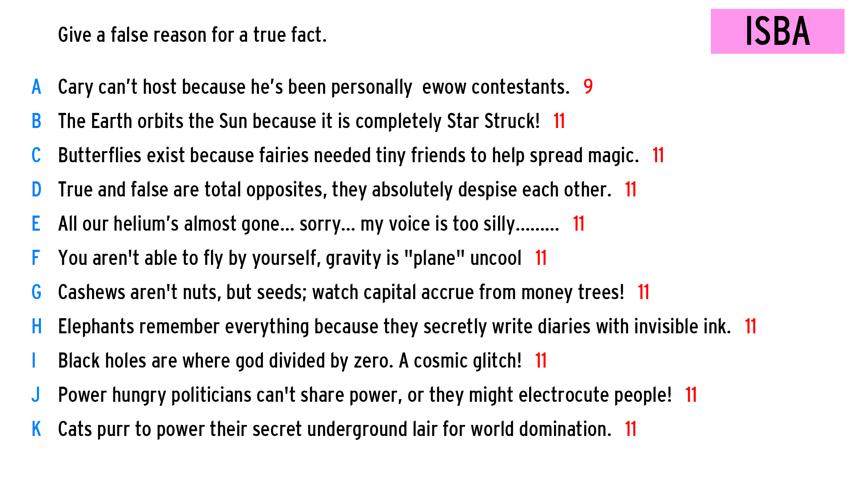 Give a false reason for a true fact.
ISBA
A Cary can't host because he's been personally  ewow contestants. 9
B The Earth orbits the Sun because it is completely Star Struck! 11
C Butterflies exist because fairies needed tiny friends to help spread magic. 11
D True and false are total opposites, they absolutely despise each other. 11
E All our helium's almost gone... sorry... my voice is too silly......... 11
F You aren't able to fly by yourself, gravity is "plane" uncool 11
G Cashews aren't nuts, but seeds; watch capital accrue from money trees! 11
H Elephants remember everything because they secretly write diaries with invisible ink. 11
I Black holes are where god divided by zero. A cosmic glitch! 11
J Power hungry politicians can't share power, or they might electrocute people! 11
K Cats purr to power their secret underground lair for world domination. 11